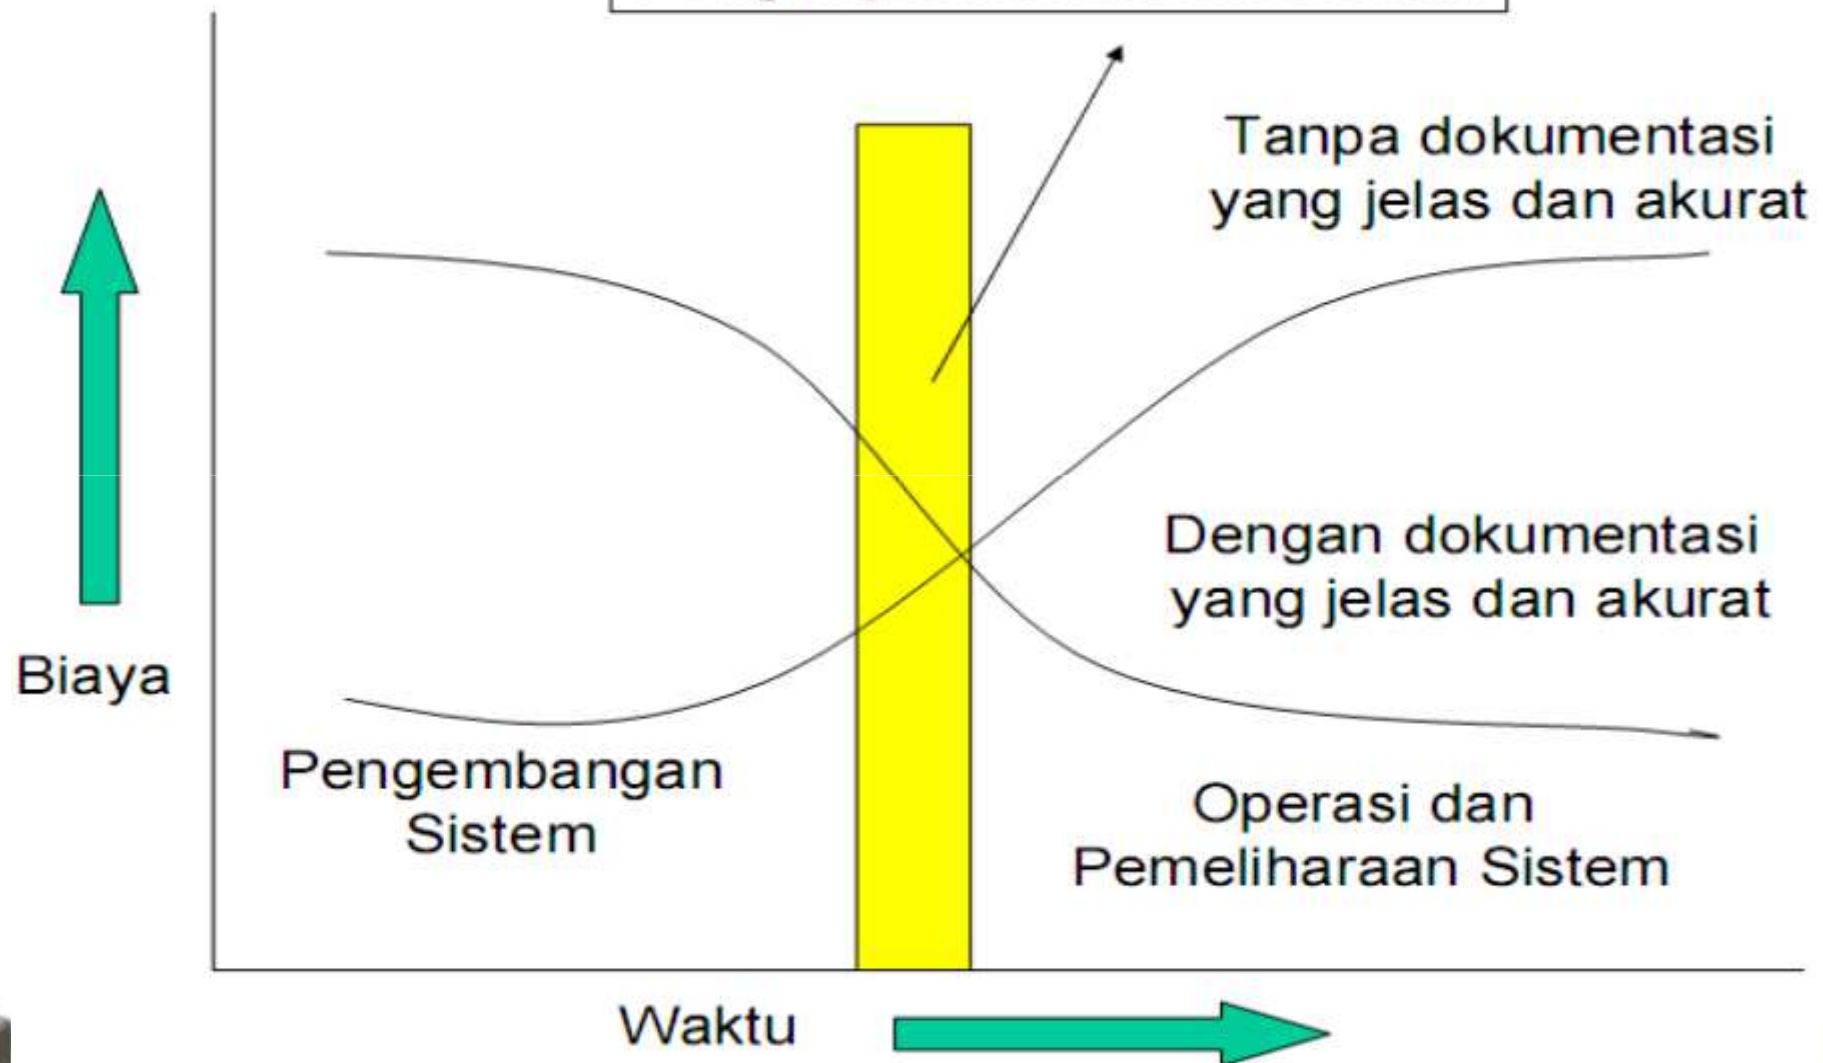 Tanpa dokumentasi
yang jelas dan akurat
Dengan dokumentasi
yang jelas dan akurat
Biaya
Pengembangan
Sistem
Operasi dan
Pemeliharaan Sistem
Waktu